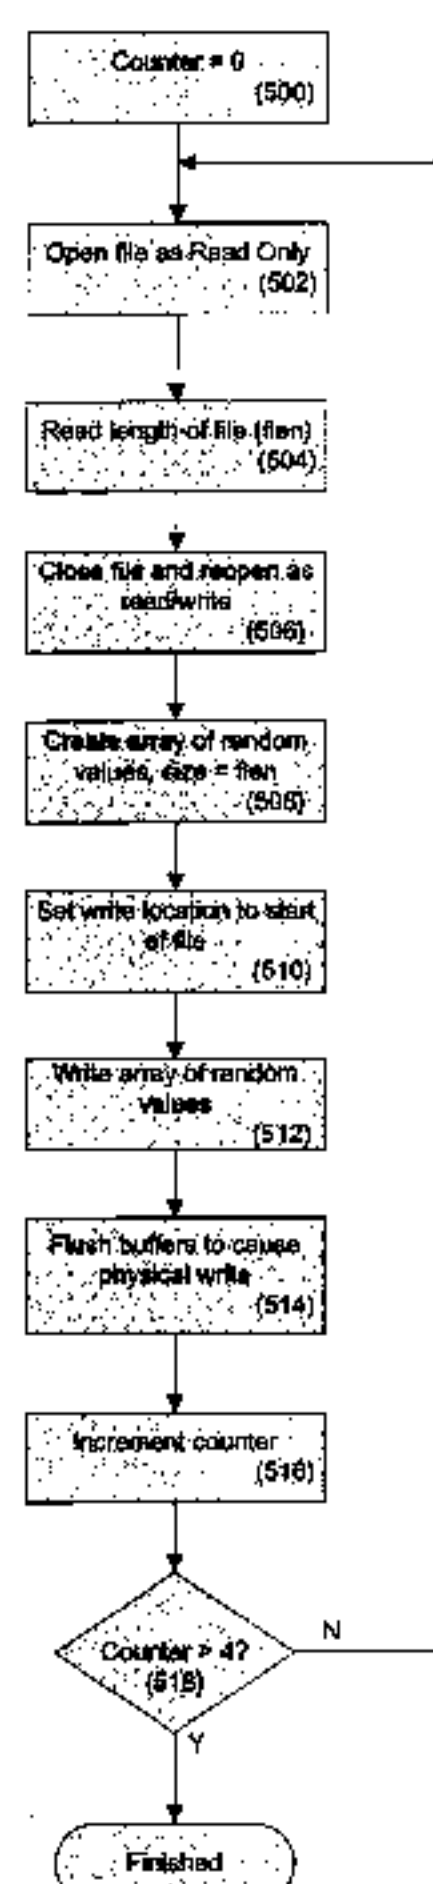 Counter = 0
(500)
Open file as Read Only
(502)
Read length of file (flen)
(504)
Close file and reopen as
read/write
(506)
Create array of random
values, size = flen
(508)
Set write location to start
of file
(510)
Write array of random
values
(512)
Flush buffers to cause
physical write
(514)
Increment counter
(516)
Counter > 4?
(518)
N
Y
Finished